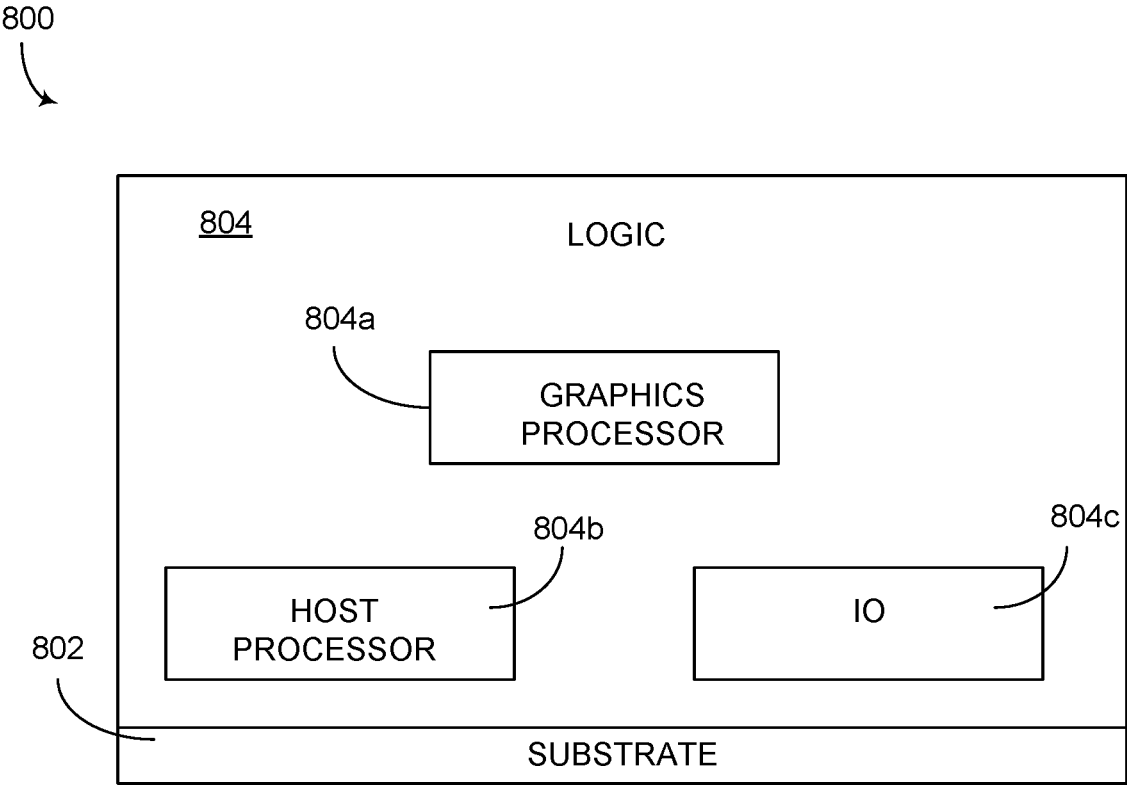 800
804
LOGIC
804a
GRAPHICS
PROCESSOR
804b
804c
HOST
PROCESSOR
IO
802
SUBSTRATE